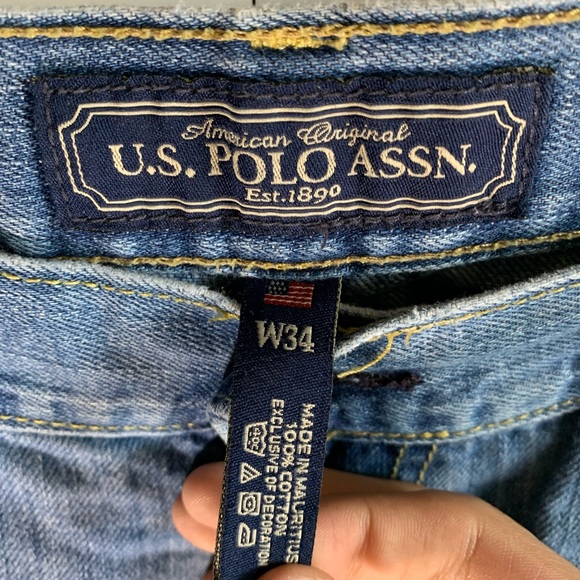 American Original
U.S. POLO ASSN.
Est. 1890
W34
MADE IN MAURITIUS
100% COTTON
EXCLUSIVE OF DECORATION